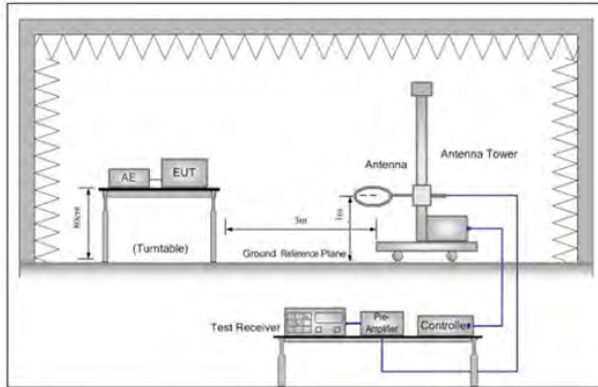 Antenna Tower
Antenna
AE
EUT
80cm
3m
1m
(Turntable)
Ground Reference Plane
Test Receiver
Pre-
Amplifier
Controller